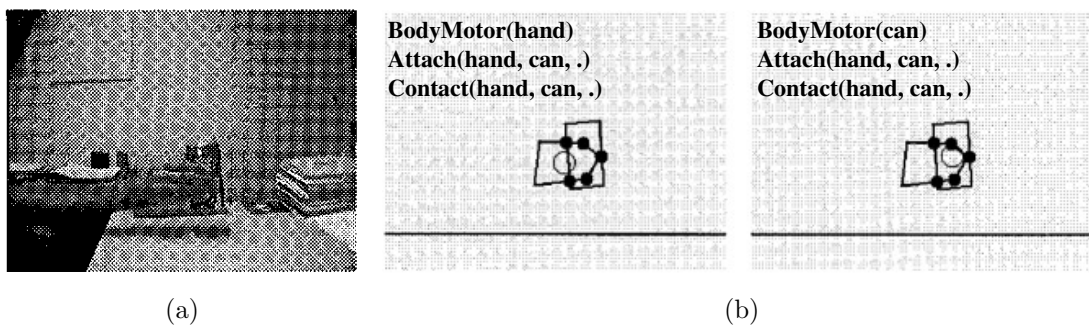 BodyMotor(hand)
Attach(hand, can, .)
Contact(hand, can, .)
BodyMotor(can)
Attach(hand, can, .)
Contact(hand, can, .)
(a)
(b)